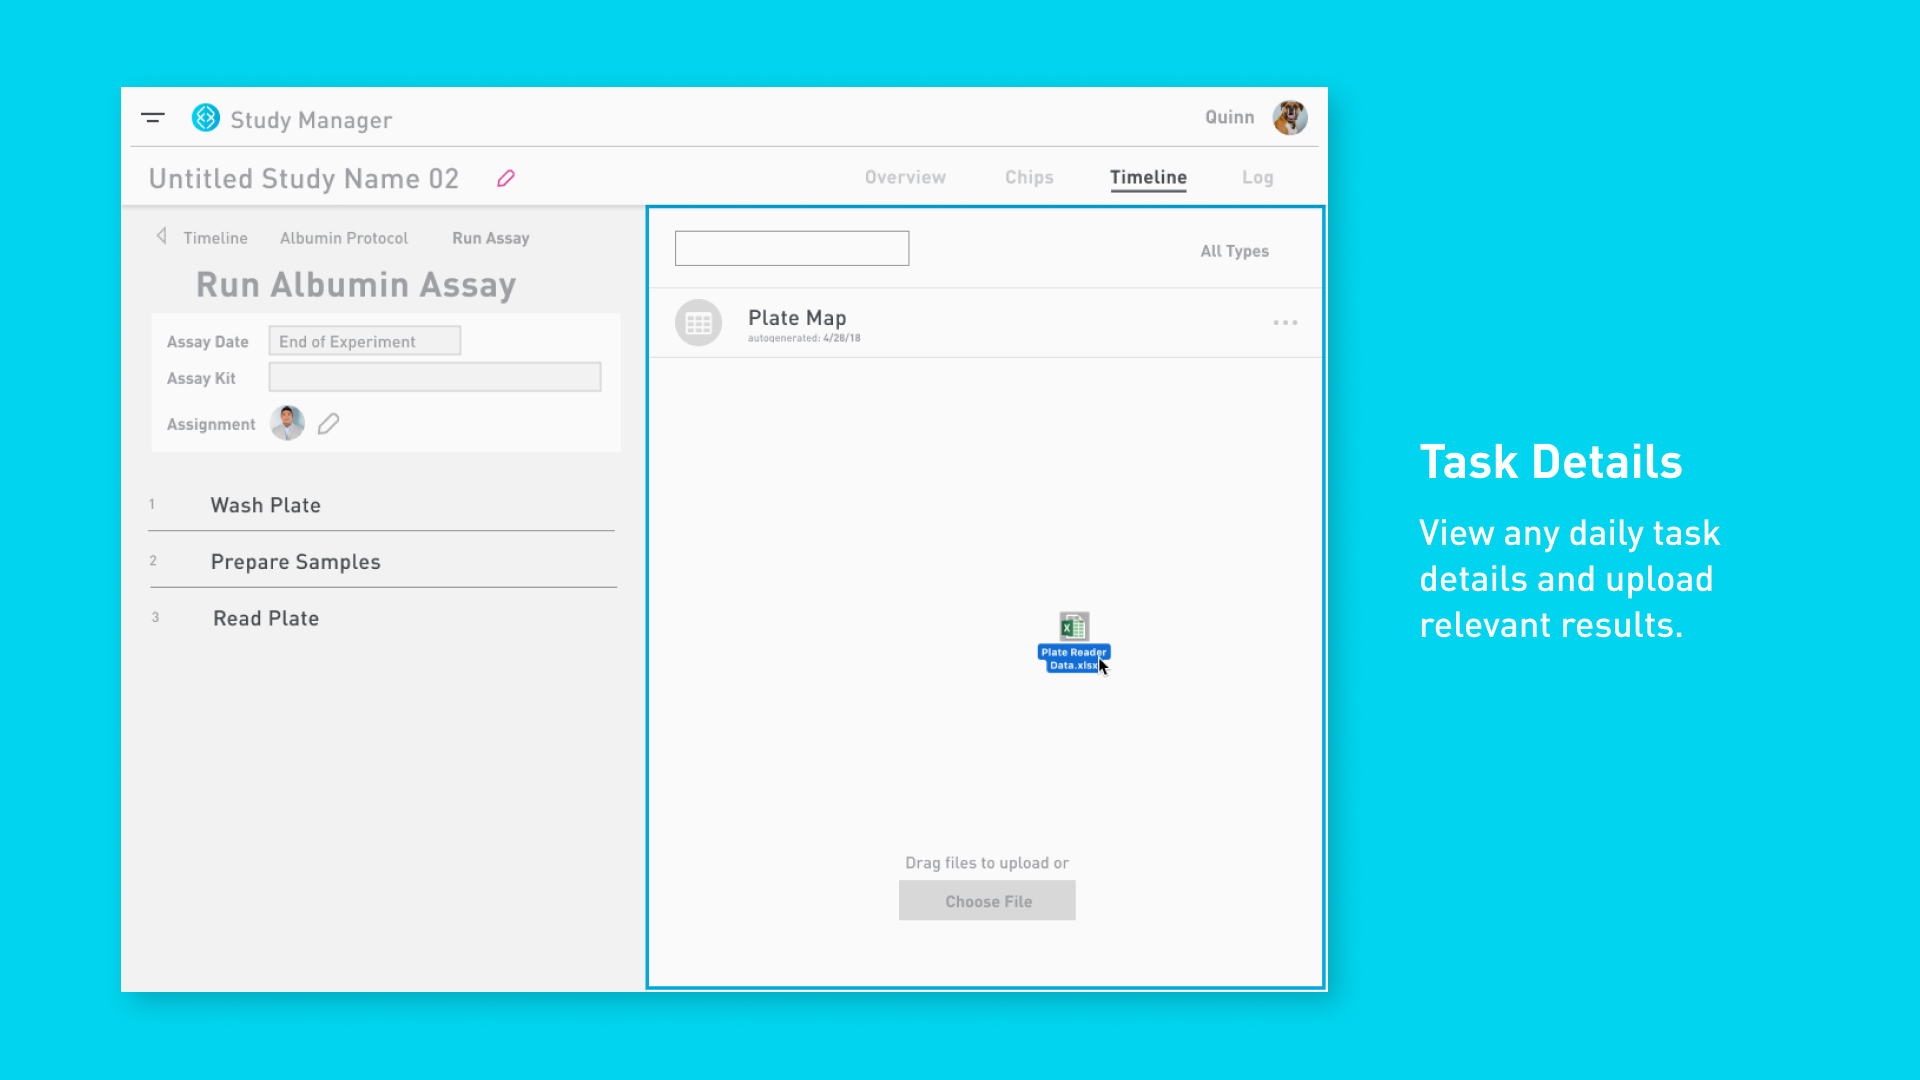 Study Manager
Quinn
Untitled Study Name 02
Overview
Chips
Timeline
Log
Timeline
Albumin Protocol
Run Assay
Run Albumin Assay
Assay Date
End of Experiment
Assay Kit
Assignment
1
Wash Plate
2
Prepare Samples
3
Read Plate
All Types
Plate Map
autogenerated: 4/28/18
Plate Reader
Data.xlsx
Drag files to upload or
Choose File
Task Details
View any daily task
details and upload
relevant results.